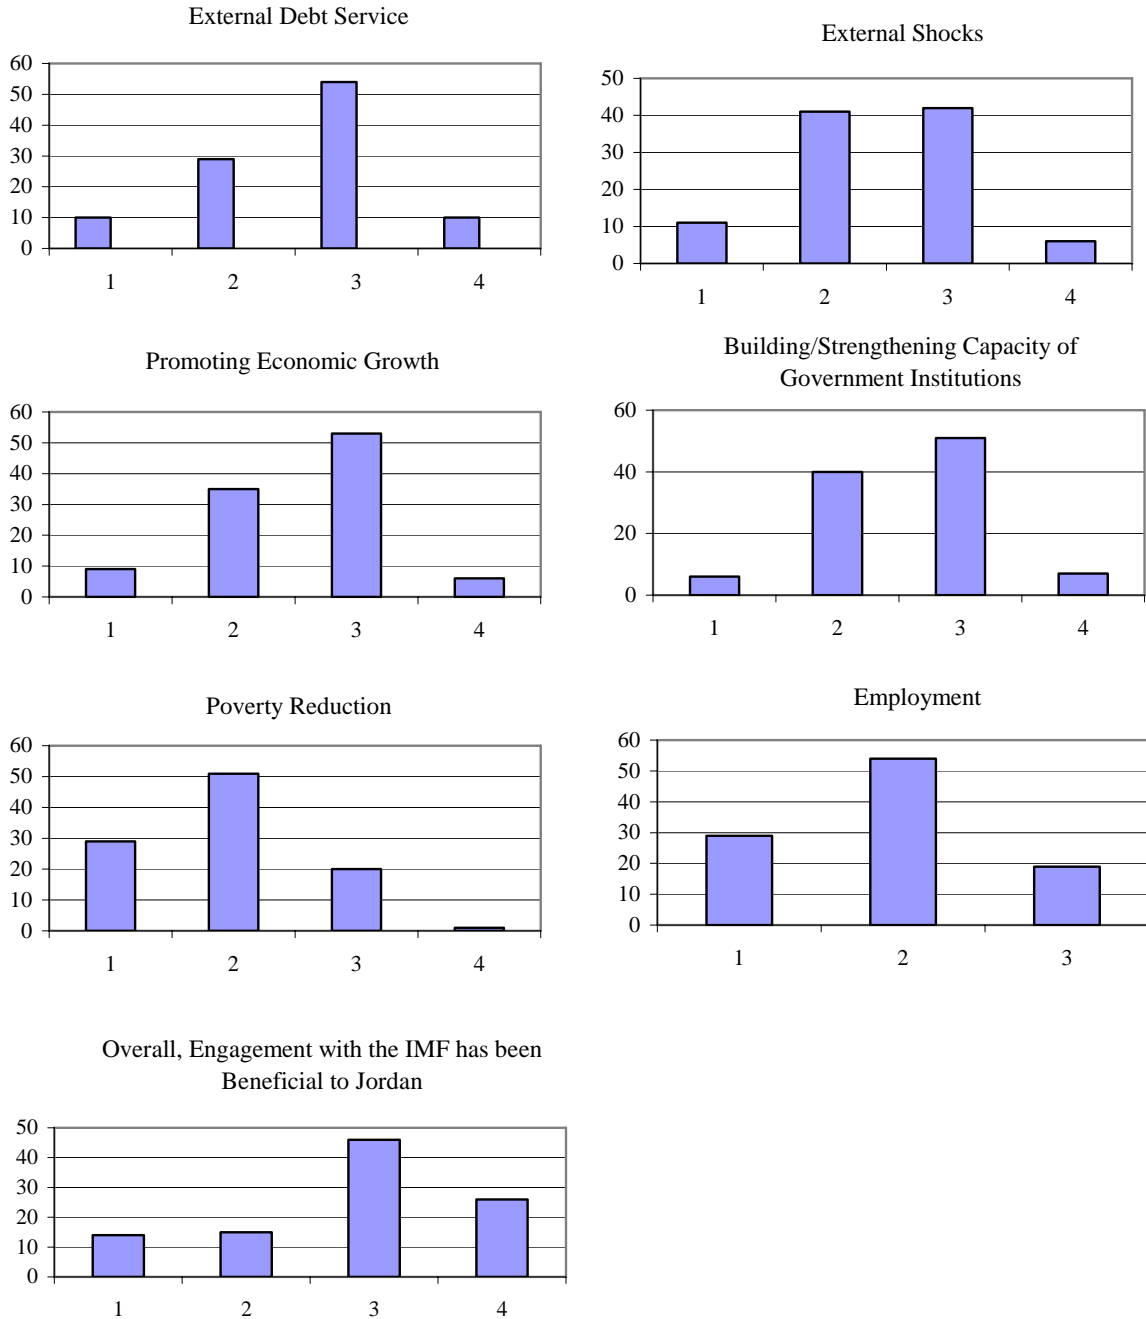 External Debt Service
60
50
40
30
20
10
0
1 2 3 4
External Shocks
50
40
30
20
10
0
1 2 3 4
Promoting Economic Growth
60
50
40
30
20
10
0
1 2 3 4
Building/Strengthening Capacity of
Government Institutions
60
40
20
0
1 2 3 4
Poverty Reduction
60
50
40
30
20
10
0
1 2 3 4
Employment
60
50
40
30
20
10
0
1 2 3
Overall, Engagement with the IMF has been
Beneficial to Jordan
50
40
30
20
10
0
1 2 3 4